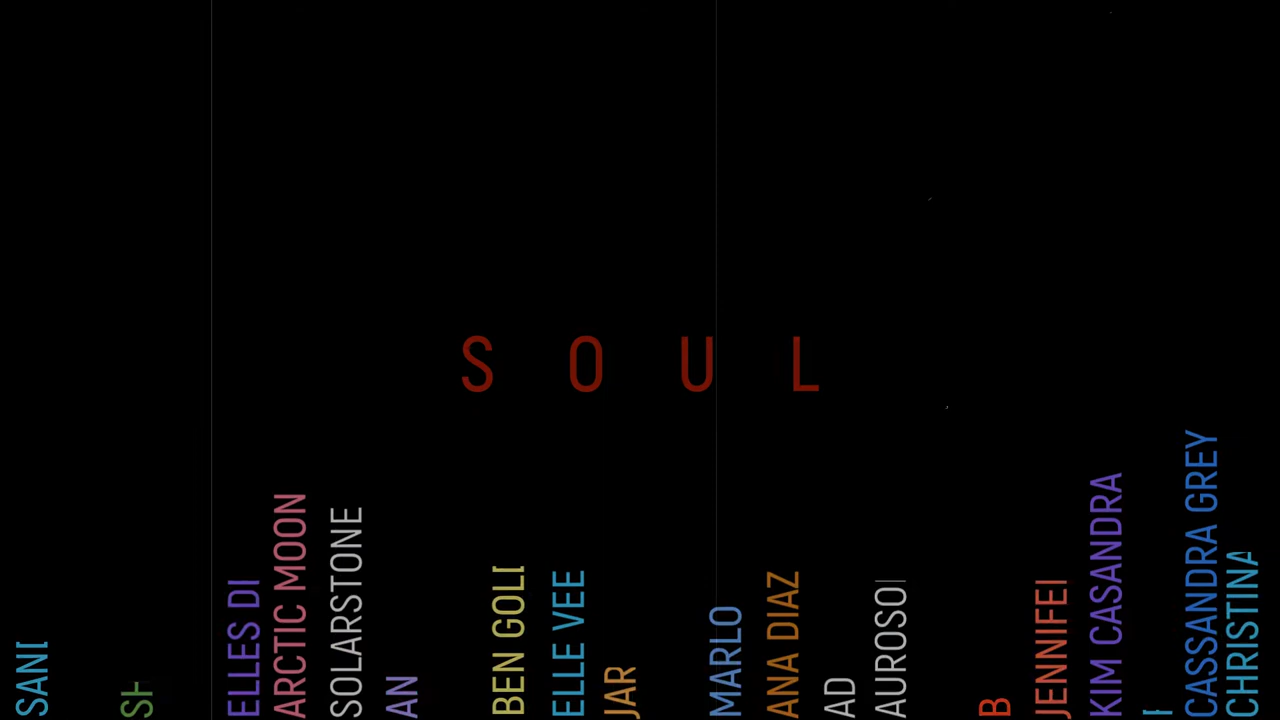 S O U L
SANI
ELLES DI
ARCTIC MOON
SOLARSTONE
AN
BEN GOLI
ELLE VEE
JAR
MARLO
ANA DIAZ
AD
AUROSO
B
JENNIFE
KIM CASANDRA
CASSANDRA GREY
CHRISTINA